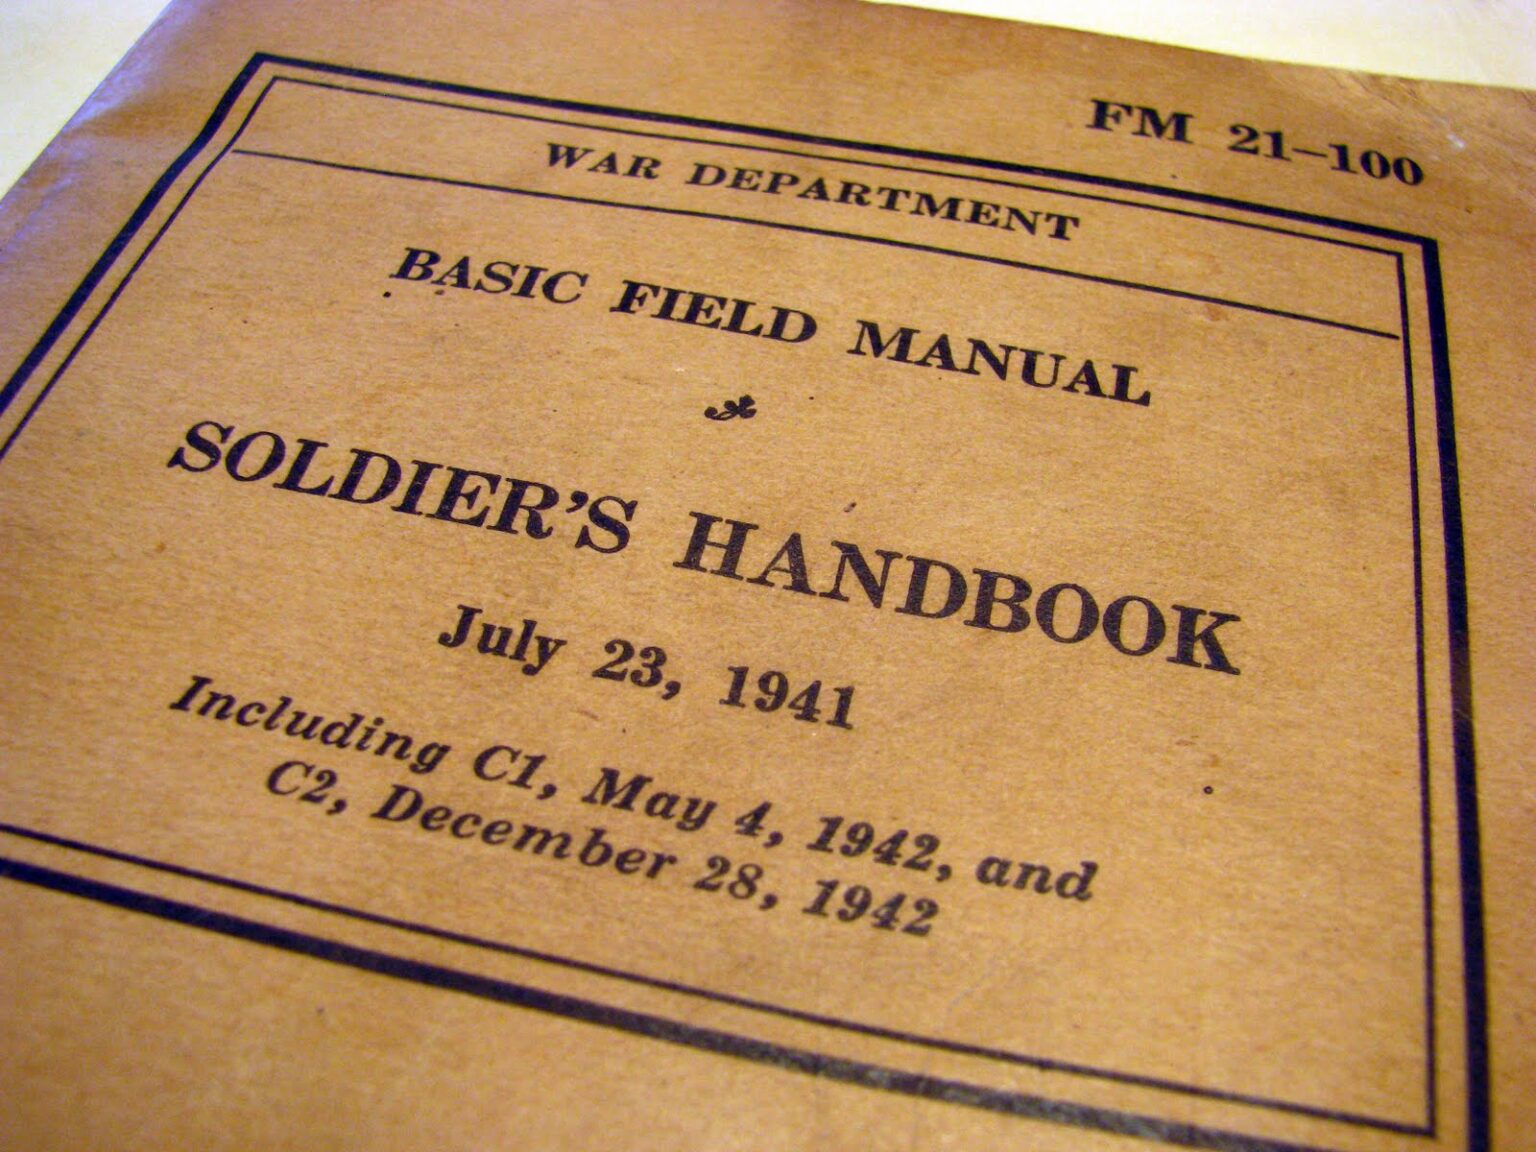 FM 21–100
WAR DEPARTMENT
BASIC FIELD MANUAL
SOLDIER'S HANDBOOK
July 23, 1941
Including C1, May 4, 1942, and
C2, December 28, 1942